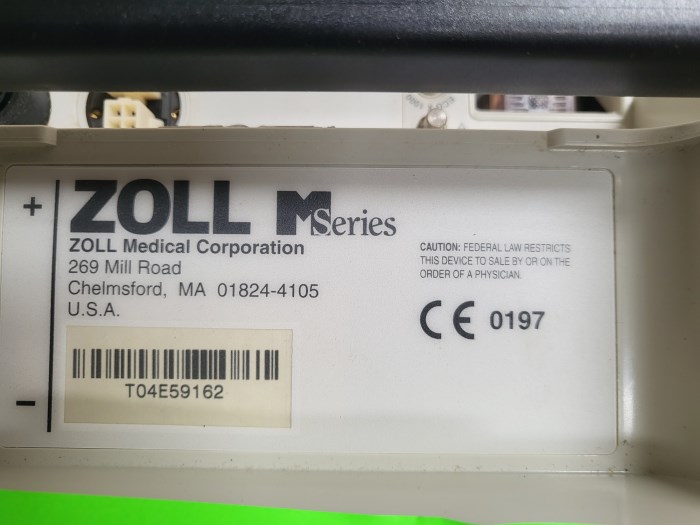 +
ZOLL M Series
ZOLL Medical Corporation
269 Mill Road
Chelmsford, MA 01824-4105
U.S.A.
CAUTION: FEDERAL LAW RESTRICTS
THIS DEVICE TO SALE BY OR ON THE
ORDER OF A PHYSICIAN.
CE 0197
T04E59162
–